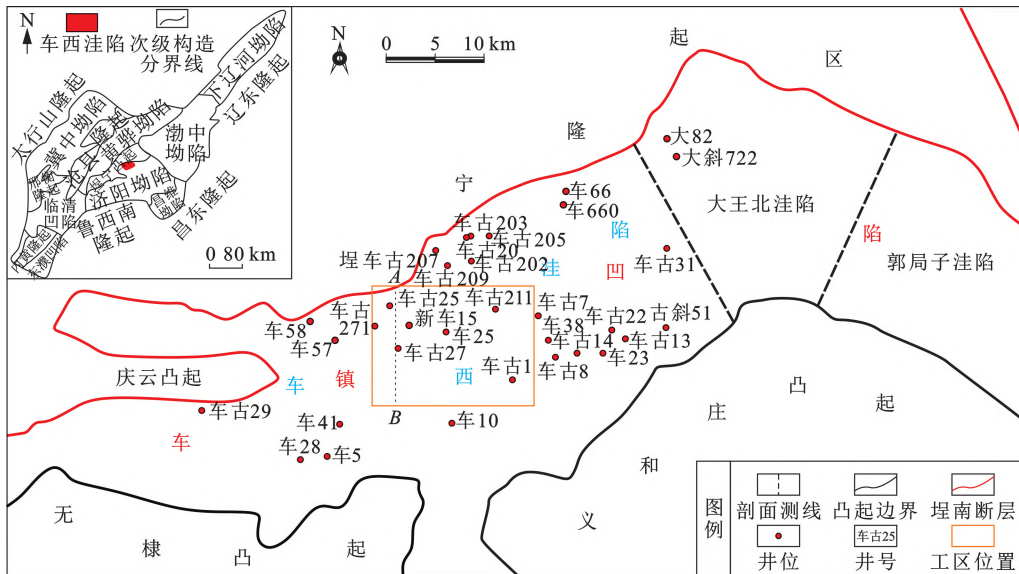 N
车西洼陷
次级构造
分界线
下辽河坳陷
辽东隆起
太行山隆起
冀中坳陷
沧县隆起
黄骅坳陷
渤中
坳陷
济阳坳陷
临清
凹陷
鲁西南
隆起
昌东隆起
内黄隆起
0 80 km
N
0 5 10 km
埕
宁
隆
起
区
大82
大斜722
大王北洼陷
郭局子洼陷
车66
车660
车古203
车古205
车古20
车古202
车古207
车古209
车古31
A
车古25
车古211
车古
271
新车15
车25
车古27
车古1
B
车古7
车38
车古14
车古8
车古22
车23
车古13
古斜51
车58
车57
庆云凸起
车古29
车41
车28
车5
车10
车
镇
凹
陷
车
西
洼
陷
无
棣
凸
起
义
和
庄
凸
起
图例
剖面测线
凸起边界
埕南断层
车古25
井位
井号
工区位置